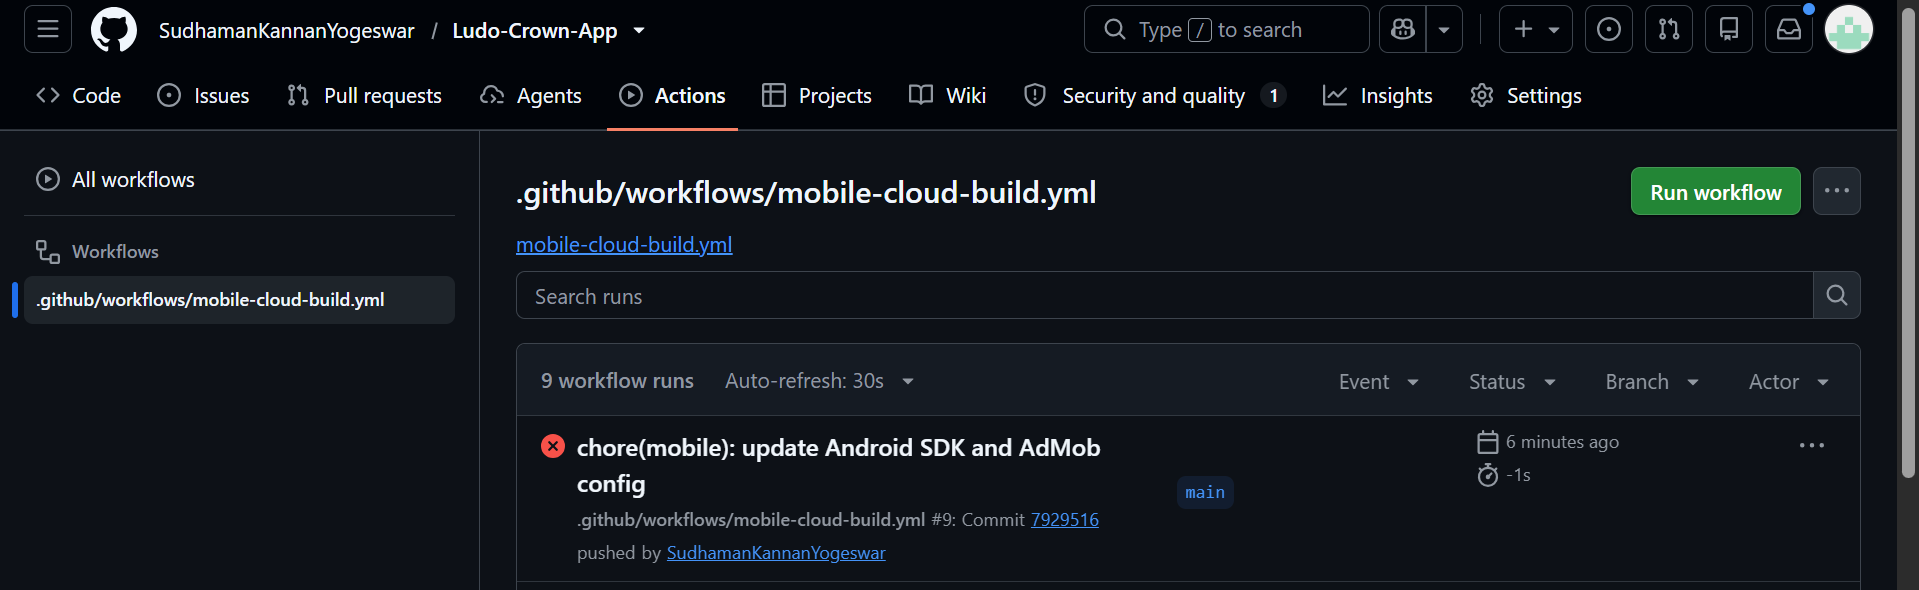 SudhamanKannanYogeswar / Ludo-Crown-App
Type / to search
Code Issues Pull requests Agents Actions Projects Wiki Security and quality 1 Insights Settings
All workflows
Workflows
.github/workflows/mobile-cloud-build.yml
.github/workflows/mobile-cloud-build.yml
Run workflow
mobile-cloud-build.yml
Search runs
9 workflow runs Auto-refresh: 30s Event Status Branch Actor
chore(mobile): update Android SDK and AdMob
config
.github/workflows/mobile-cloud-build.yml #9: Commit 7929516
pushed by SudhamanKannanYogeswar
main
6 minutes ago
-1s